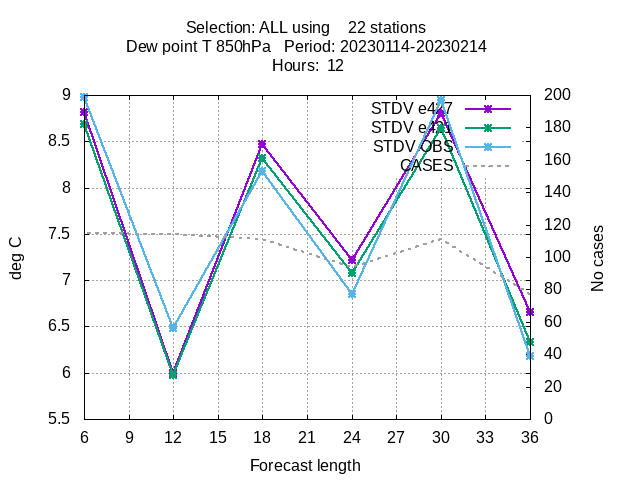 Selection: ALL using 22 stations
Dew point T 850hPa Period: 20230114-20230214
Hours: 12
9 200
STDV
8.5 STDV 180
STDV OBS
CASES 160
8 140
7.5 120
deg C
7 100
No cases
80
6.5 60
6 40
20
5.5 0
6 9 12 15 18 21 24 27 30 33 36
Forecast length